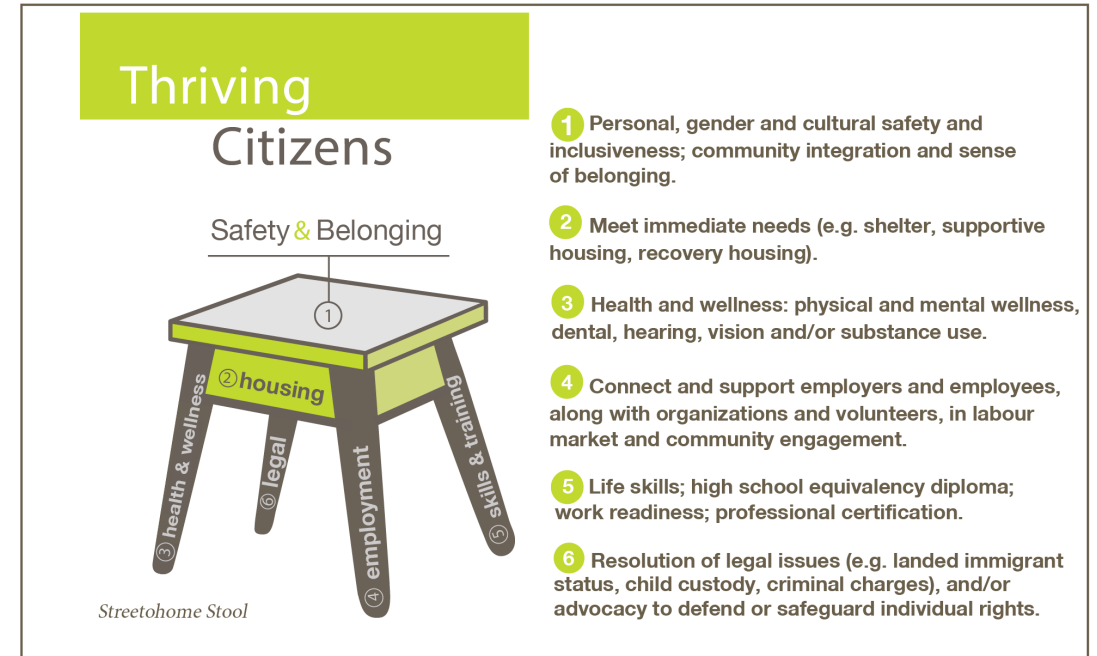 Thriving
Citizens
Safety & Belonging
1
2 housing
3 health & wellness
6 legal
4 employment
5 skills & training
Streetohome Stool
1 Personal, gender and cultural safety and
inclusiveness; community integration and sense
of belonging.
2 Meet immediate needs (e.g. shelter, supportive
housing, recovery housing).
3 Health and wellness: physical and mental wellness,
dental, hearing, vision and/or substance use.
4 Connect and support employers and employees,
along with organizations and volunteers, in labour
market and community engagement.
5 Life skills; high school equivalency diploma;
work readiness; professional certification.
6 Resolution of legal issues (e.g. landed immigrant
status, child custody, criminal charges), and/or
advocacy to defend or safeguard individual rights.